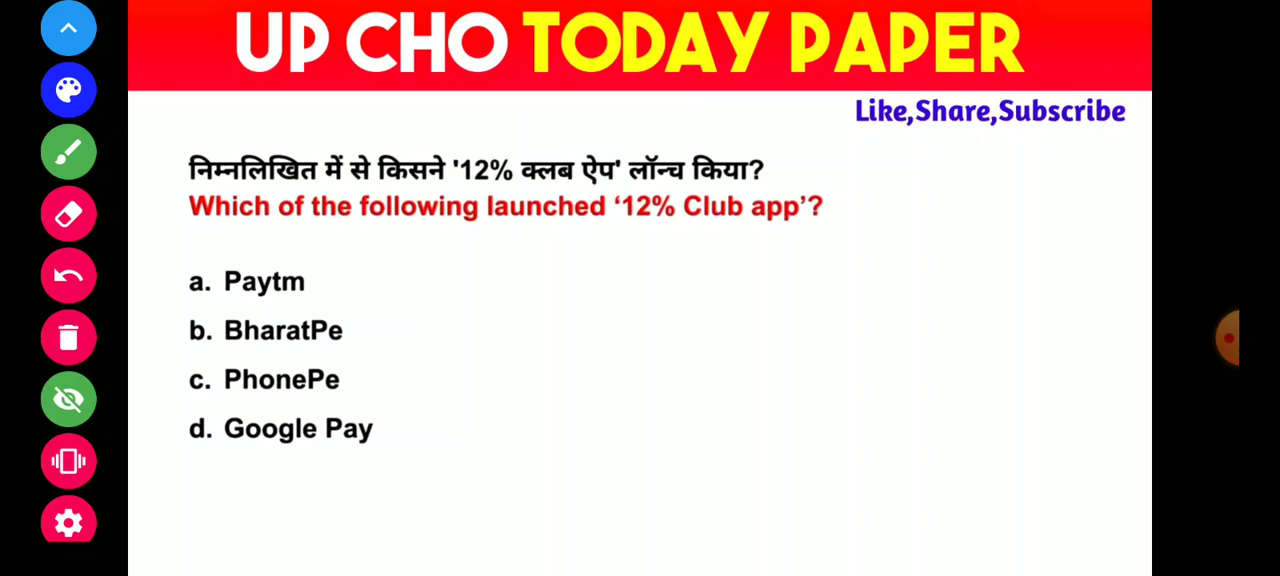 UP CHO TODAY PAPER
Like,Share,Subscribe
निम्नलिखित में से किसने '12% क्लब ऐप' लॉन्च किया?
Which of the following launched ‘12% Club app’?
a. Paytm
b. BharatPe
c. PhonePe
d. Google Pay